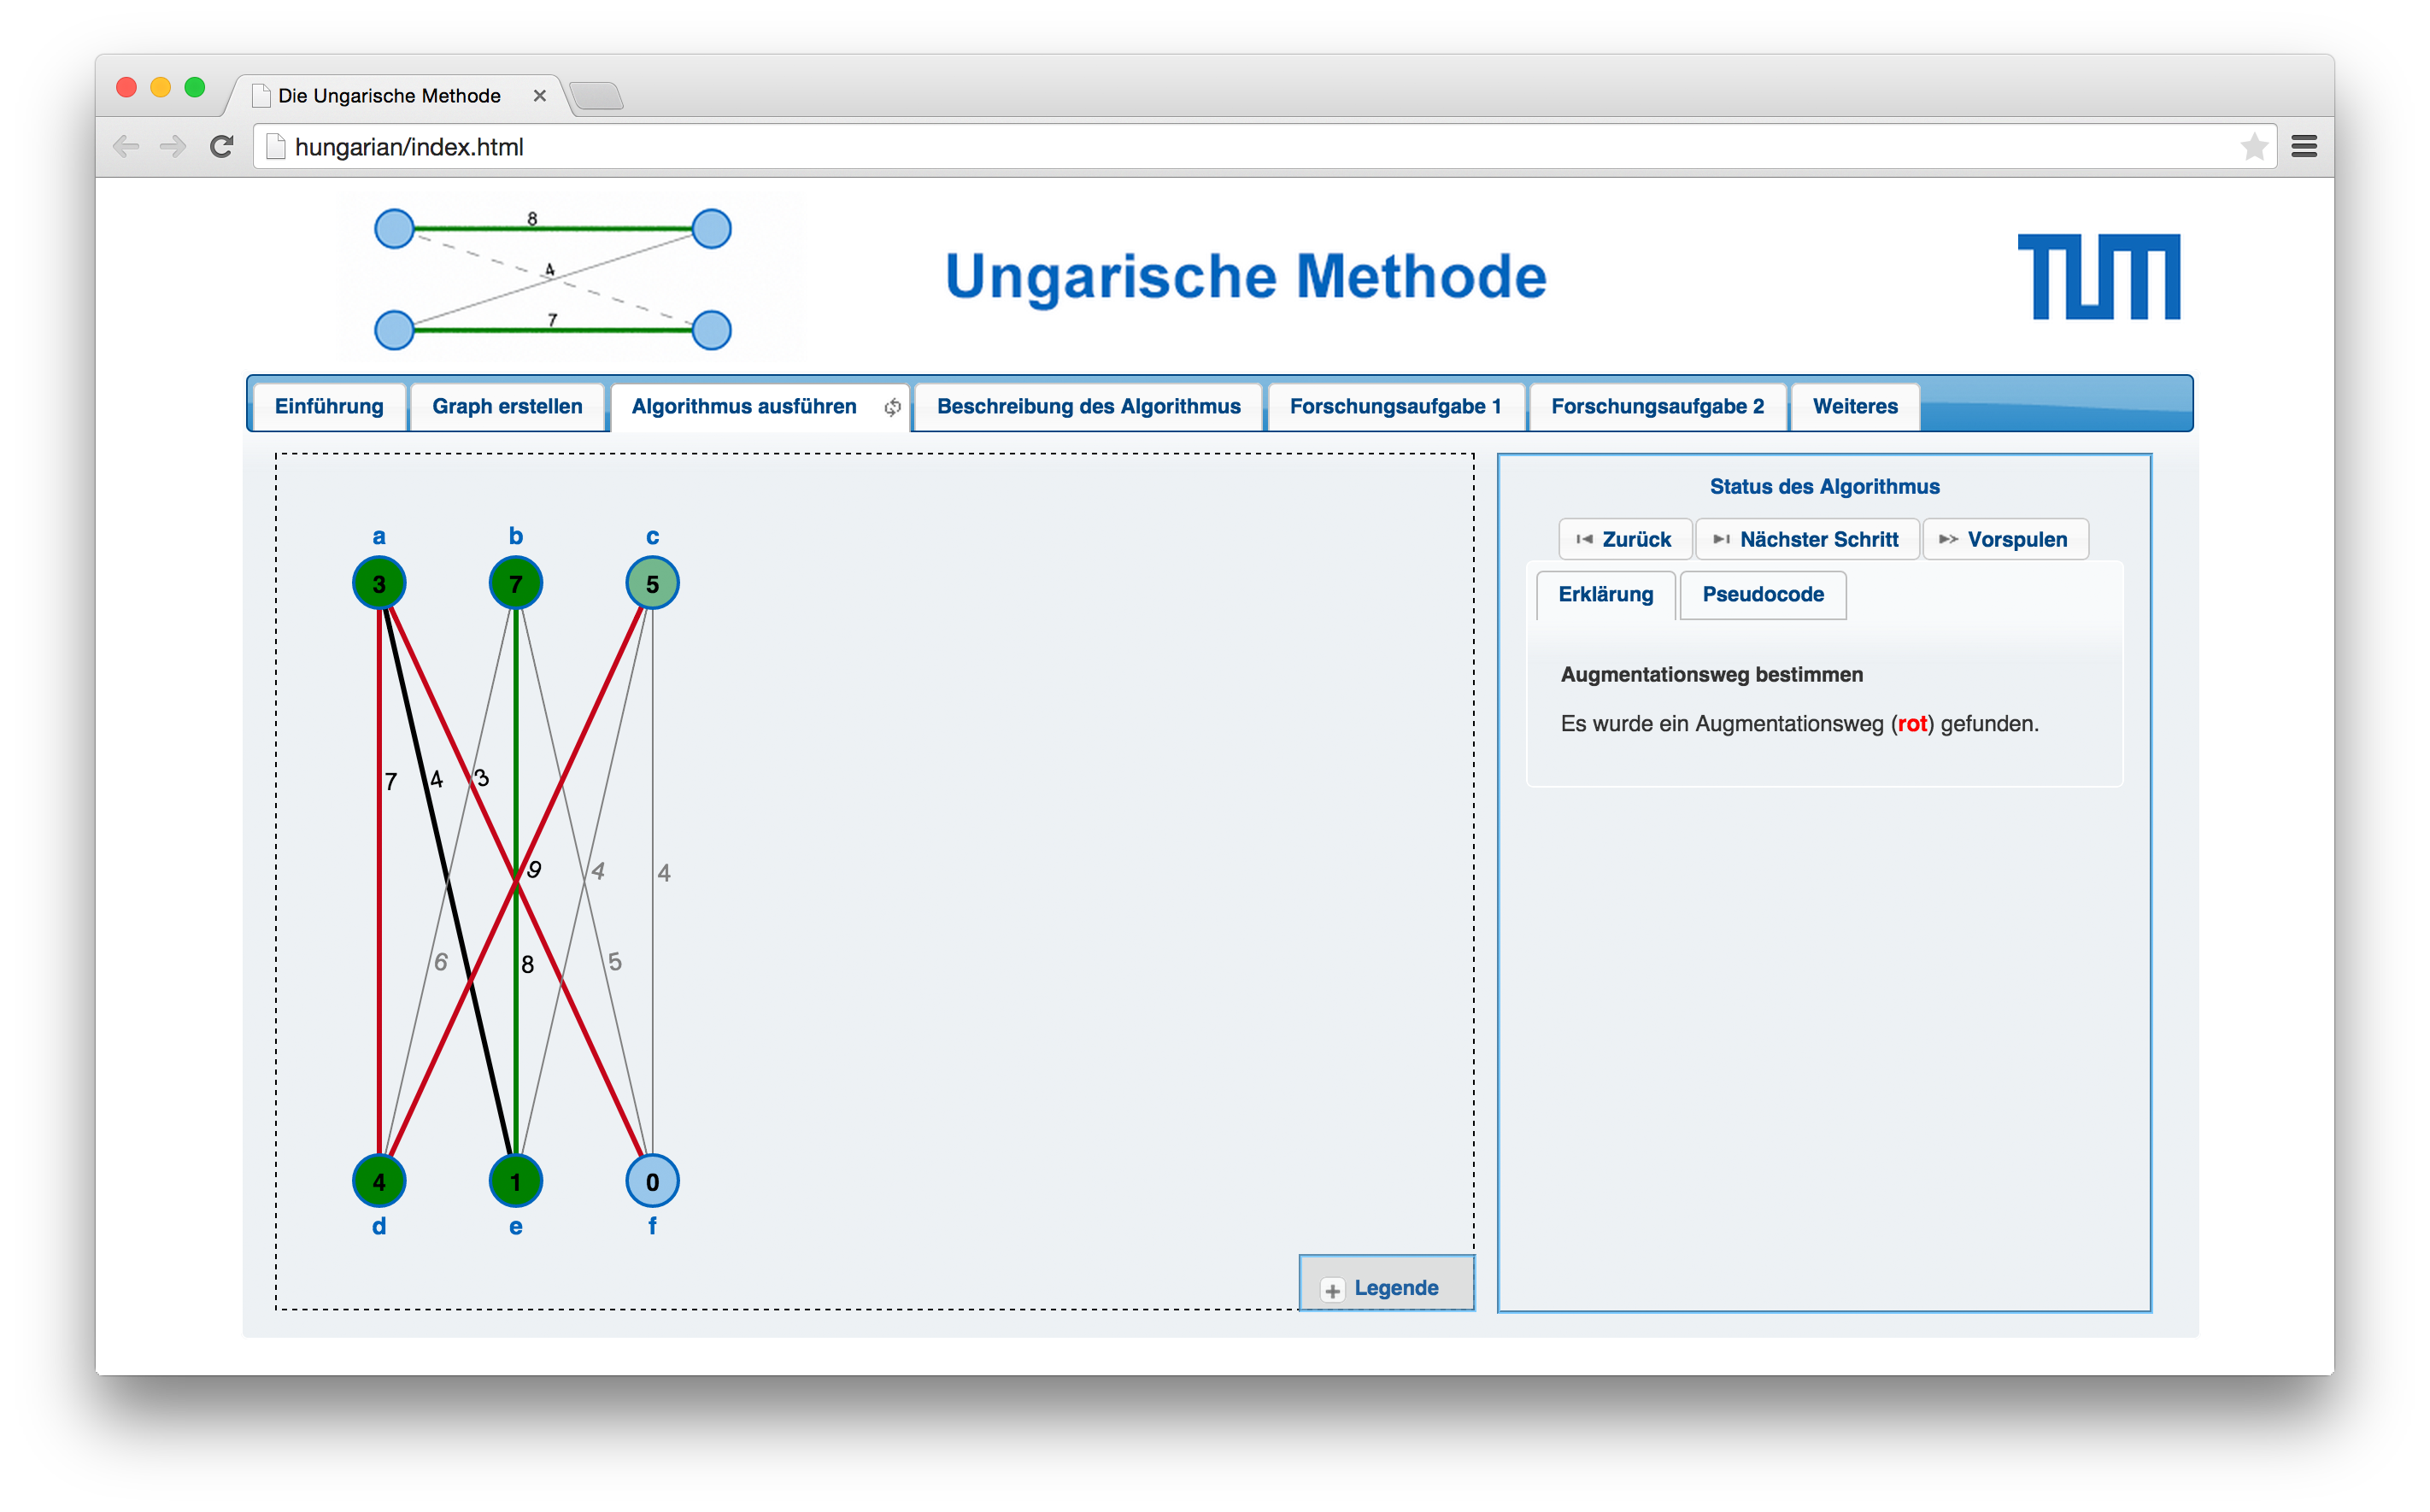 Die Ungarische Methode
hungarian/index.html
8
4
7
Ungarische Methode
TUM
Einführung Graph erstellen Algorithmus ausführen Beschreibung des Algorithmus Forschungsaufgabe 1 Forschungsaufgabe 2 Weiteres
a b c
3 7 5
7 4 3
9 4 4
6 8 5
4 1 0
d e f
Legende
Status des Algorithmus
Zurück Nächster Schritt Vorspulen
Erklärung Pseudocode
Augmentationsweg bestimmen
Es wurde ein Augmentationsweg (rot) gefunden.